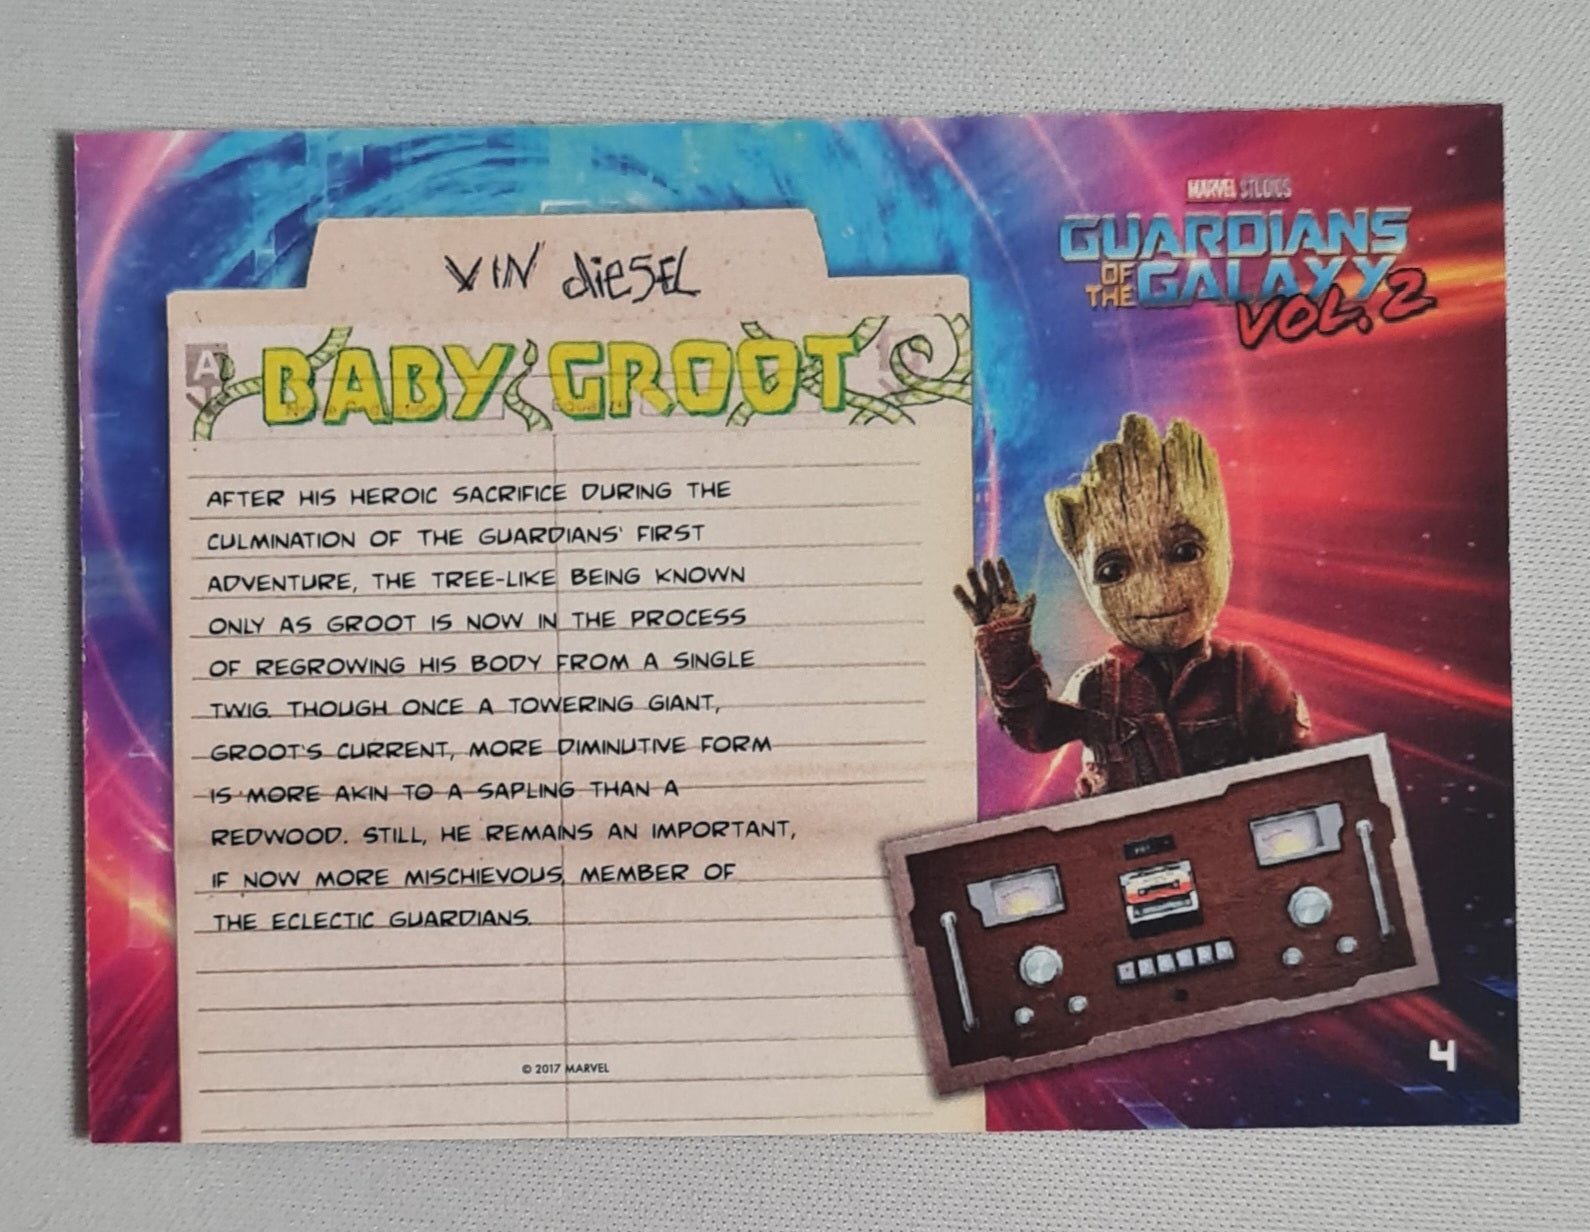 VIN diESEL
BABY GROOT
AFTER HIS HEROIC SACRIFICE DURING THE
CULMINATION OF THE GUARDIANS' FIRST
ADVENTURE, THE TREE-LIKE BEING KNOWN
ONLY AS GROOT IS NOW IN THE PROCESS
OF REGROWING HIS BODY FROM A SINGLE
TWIG. THOUGH ONCE A TOWERING GIANT,
GROOT'S CURRENT, MORE DIMINUTIVE FORM
IS MORE AKIN TO A SAPLING THAN A
REDWOOD. STILL, HE REMAINS AN IMPORTANT,
IF NOW MORE MISCHIEVOUS, MEMBER OF
THE ECLECTIC GUARDIANS.
© 2017 MARVEL
MARVEL STUDIOS
GUARDIANS
OF THE GALAXY
VOL. 2
4